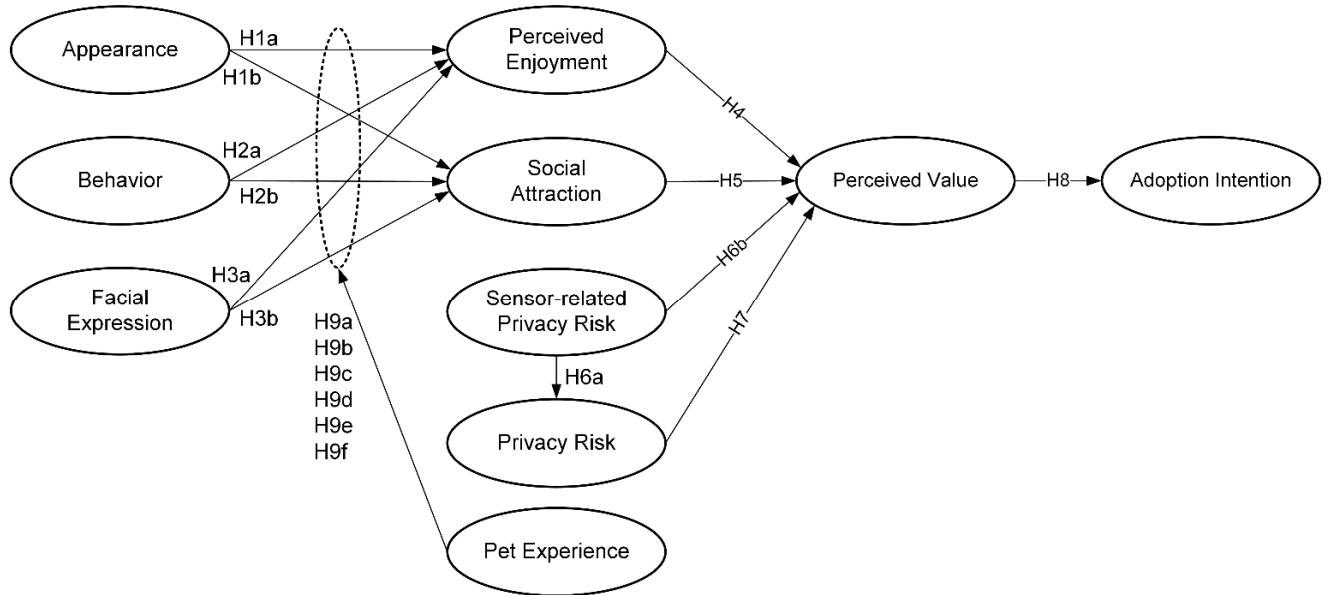 Appearance
H1a
H1b
Perceived
Enjoyment
H4
Behavior
H2a
H2b
Social
Attraction
H5
Perceived Value
H8
Adoption Intention
Facial
Expression
H3a
H3b
Sensor-related
Privacy Risk
H6b
H6a
H7
Privacy Risk
H9a
H9b
H9c
H9d
H9e
H9f
Pet Experience